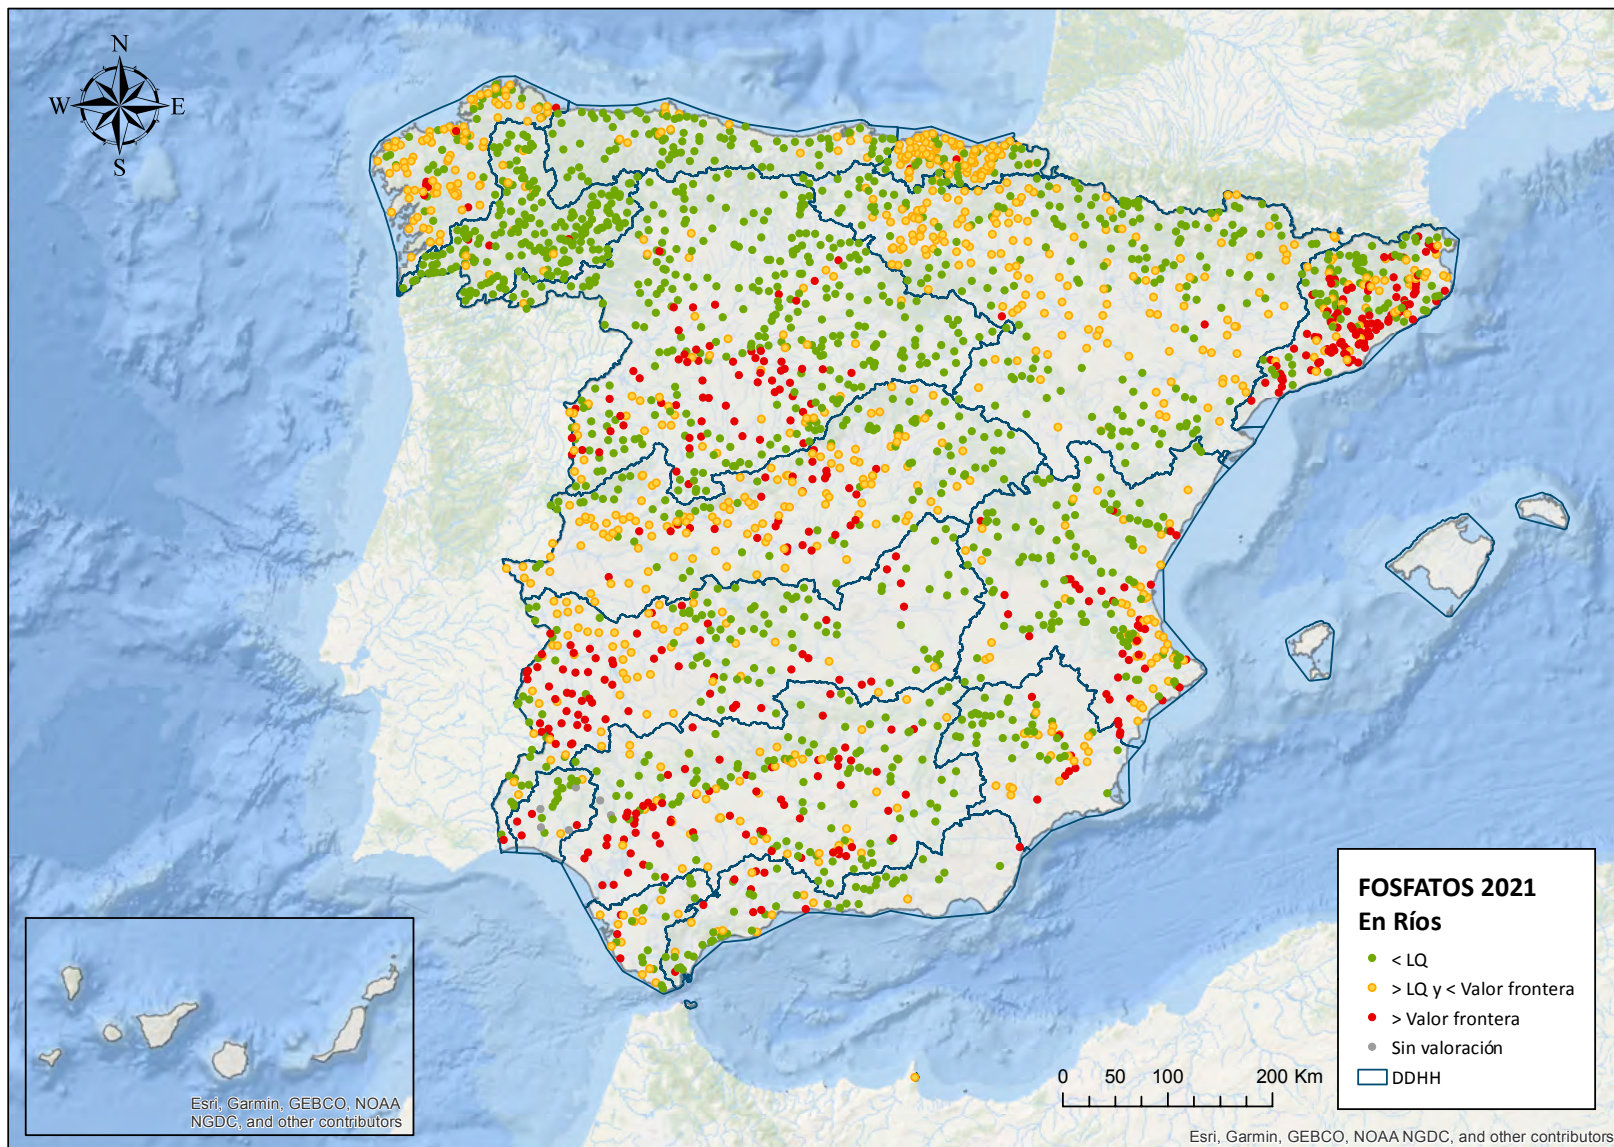 N
W
E
S
FOSFATOS 2021
En Ríos
< LQ
> LQ y < Valor frontera
> Valor frontera
Sin valoración
DDHH
0 50 100 200 Km
Esri, Garmin, GEBCO, NOAA
NGDC, and other contributors
Esri, Garmin, GEBCO, NOAA NGDC, and other contributors